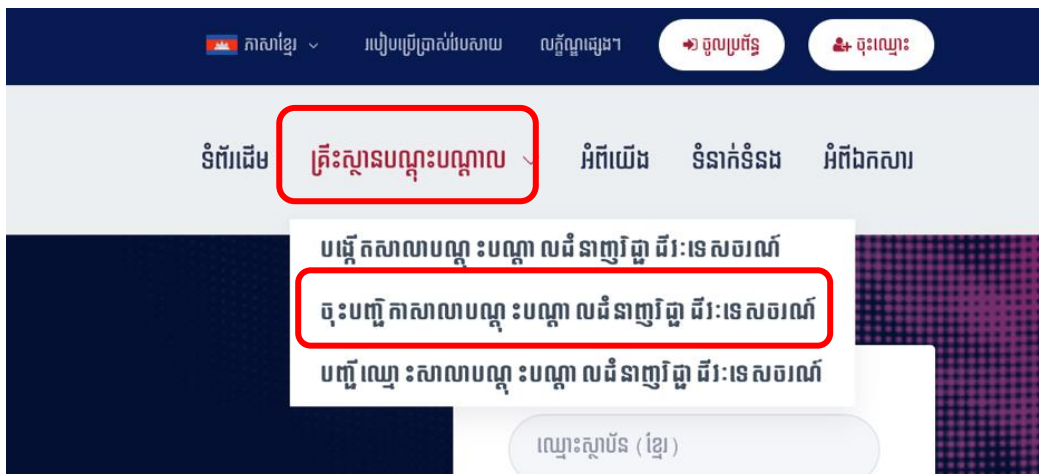 ភាសាខ្មែរ របៀបប្រើប្រាស់វែបសាយ លក្ខ័ណ្ឌផ្សេងៗ ចូលប្រព័ន្ធ ចុះឈ្មោះ
ទំព័រដើម គ្រឹះស្ថានបណ្តុះបណ្តាល អំពីយើង ទំនាក់ទំនង អំពីឯកសារ
បង្កើតសាលាបណ្តុះបណ្តាលជំនាញវិជ្ជាជីវៈទេសចរណ៍
ចុះបញ្ជិកាសាលាបណ្តុះបណ្តាលជំនាញវិជ្ជាជីវៈទេសចរណ៍
បញ្ជីឈ្មោះសាលាបណ្តុះបណ្តាលជំនាញវិជ្ជាជីវៈទេសចរណ៍
ឈ្មោះស្ថាប័ន (ខ្មែរ)